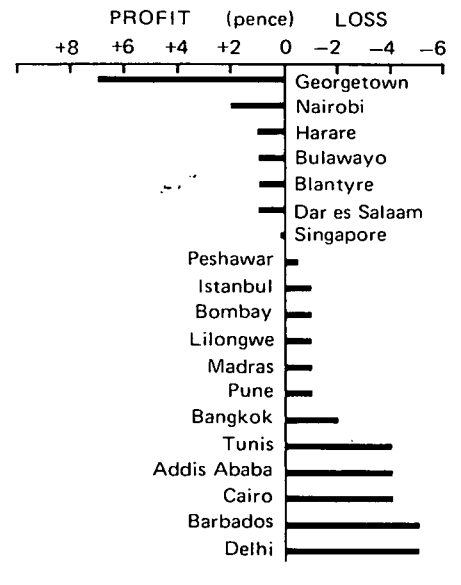 PROFIT (pence) LOSS
+8 +6 +4 +2 0 −2 −4 −6
Georgetown
Nairobi
Harare
Bulawayo
Blantyre
Dar es Salaam
Singapore
Peshawar
Istanbul
Bombay
Lilongwe
Madras
Pune
Bangkok
Tunis
Addis Ababa
Cairo
Barbados
Delhi